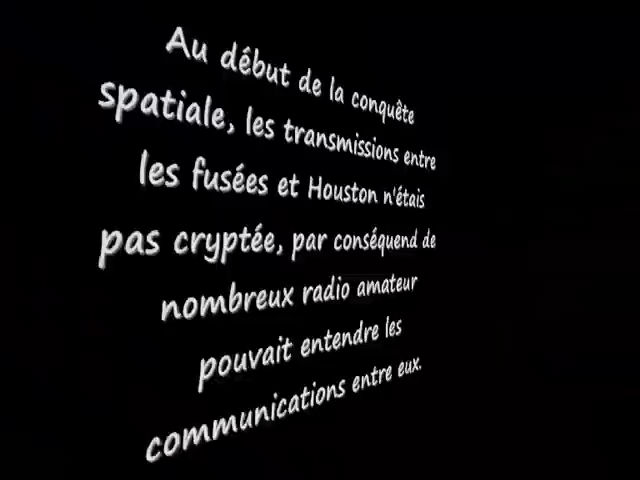 Au début de la conquête
spatiale, les transmissions entre
les fusées et Houston n'étais
pas cryptée, par conséquend de
nombreux radio amateur
pouvait entendre les
communications entre eux.